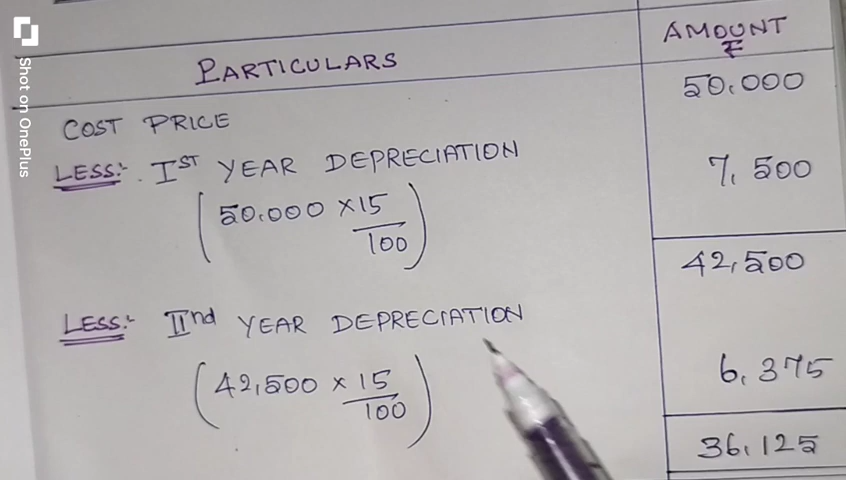 Shot on OnePlus
PARTICULARS AMOUNT
₹
COST PRICE 50,000
LESS:- IST YEAR DEPRECIATION 7,500
(50,000 × 15
100)
42,500
LESS:- IInd YEAR DEPRECIATION
6,375
(42,500 × 15
100)
36,125